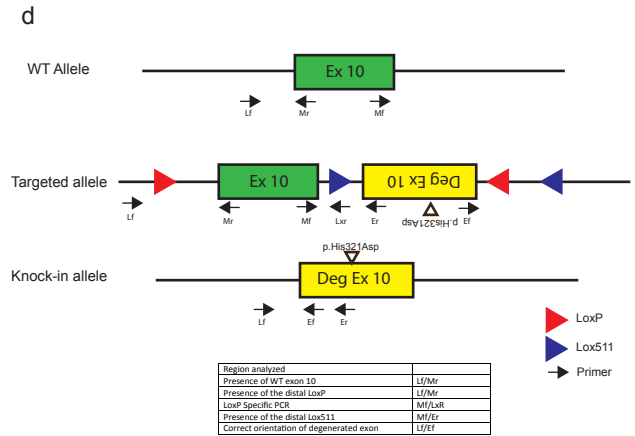 d
WT Allele
Ex 10
Lf
Mr
Mf
Targeted allele
Ex 10
Deg Ex 10
Lf
Mr
Mf
Lxr
Er
p.His321Asp
Ef
p.His321Asp
Knock-in allele
Deg Ex 10
Lf
Ef
Er
LoxP
Lox511
Primer
Region analyzed
Presence of WT exon 10 Lf/Mr
Presence of the distal LoxP Lf/Mr
LoxP Specific PCR Mf/LxR
Presence of the distal Lox511 Mf/Er
Correct orientation of degenerated exon Lf/Ef